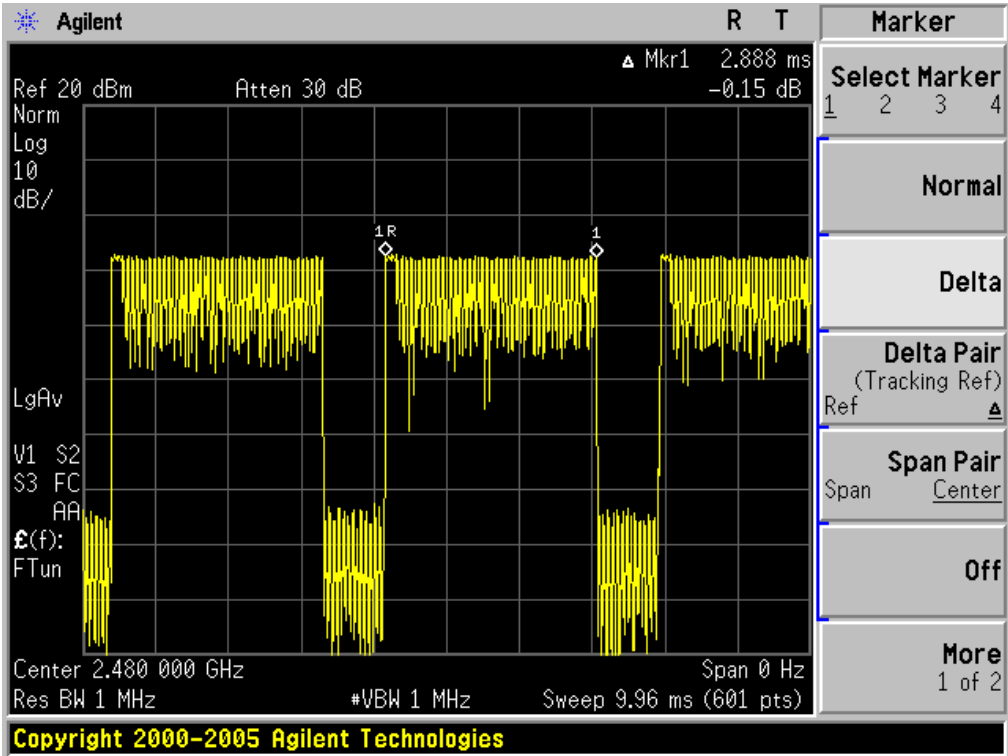 Agilent R T
Δ Mkr1 2.888 ms
Ref 20 dBm Atten 30 dB -0.15 dB
Norm
Log
10
dB/
1R
1
LgAv
V1 S2
S3 FC
AA
£(f):
FTun
Center 2.480 000 GHz Span 0 Hz
Res BW 1 MHz #VBW 1 MHz Sweep 9.96 ms (601 pts)
Copyright 2000-2005 Agilent Technologies
Marker
Select Marker
1 2 3 4
Normal
Delta
Delta Pair
(Tracking Ref)
Ref Δ
Span Pair
Span Center
Off
More
1 of 2